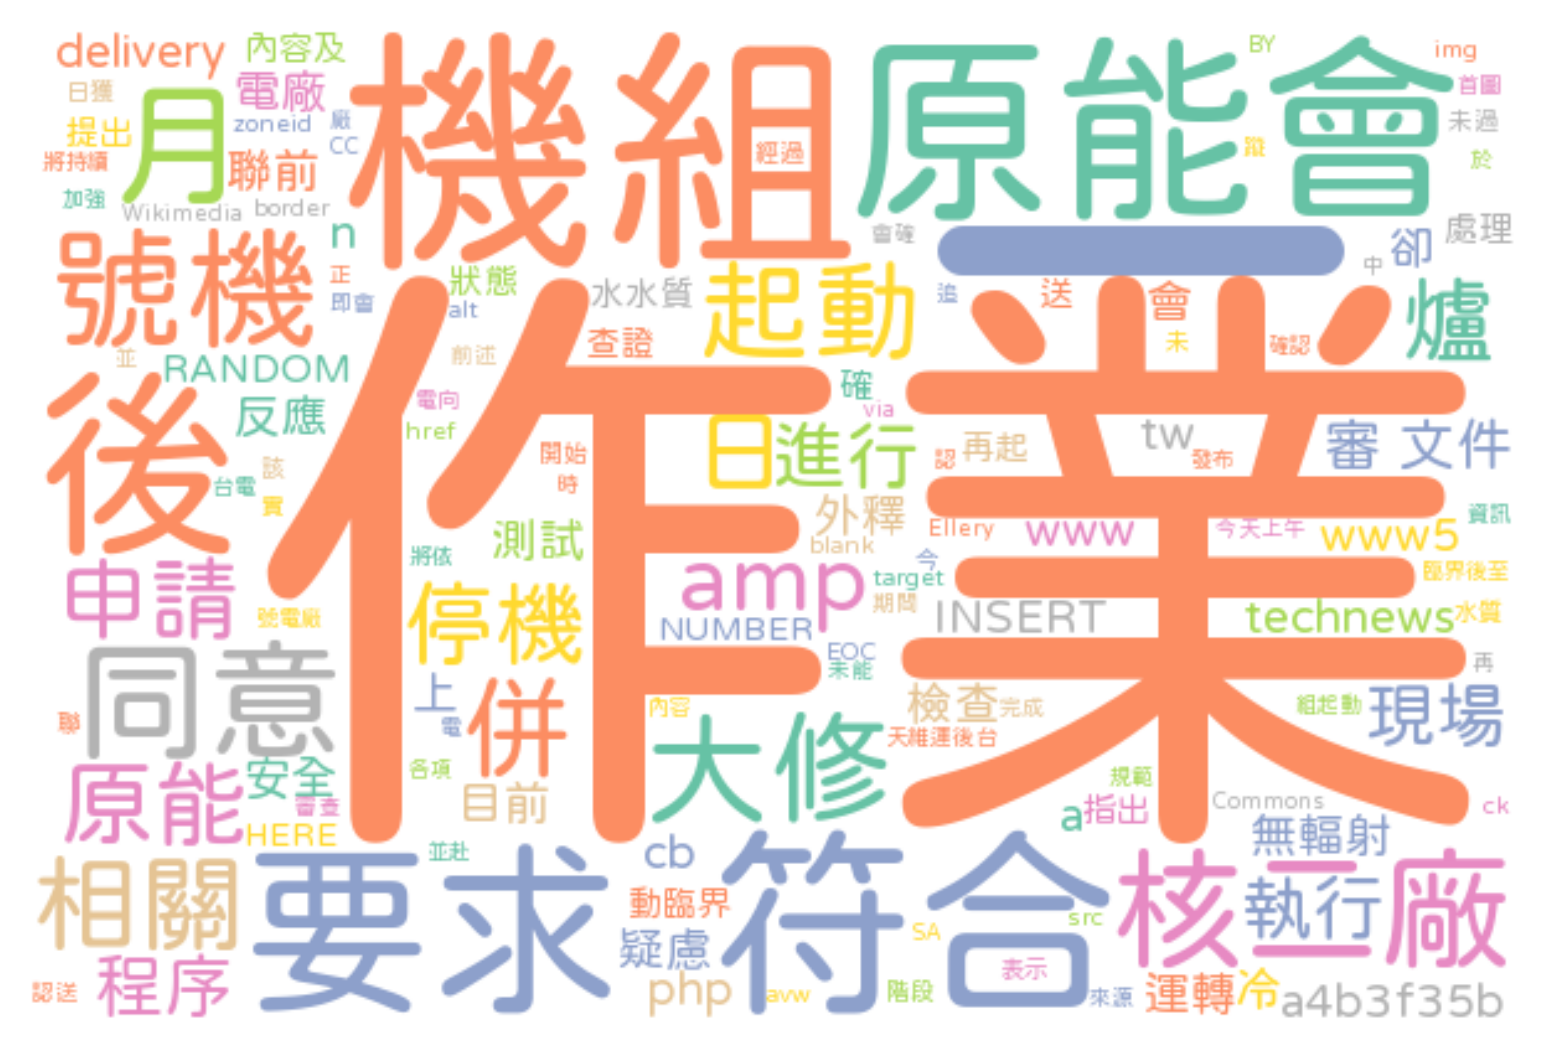 delivery 內容及 機組 原能會 BY img
日獲 月 電廠 首圖
提出 zoneid 廠 CC 經過 未過
將持續 聯前 於
加強 Wikimedia border n 會確 一 卻 處理
號機 正 狀態 水水質 起動 追 送 會 中 爐
即會 alt 查證 未 確認
並 RANDOM 前述 作業 確
後 反應 電向 href via 日 進行 認 再起 tw 發布 審 文件
台電 該 開始 時 外釋 資訊
實 測試 blank Ellery www 今天上午 www5
申請 將依 amp 今 target 臨界後至
號電廠 停機 NUMBER 期間 INSERT technews 水質
同意 上 併 EOC 未能 再
聯 電 內容 大修 檢查 完成 組起動 現場
原能 安全 各項 天維運後台
審查 目前 規範
HERE a 指出 Commons ck
相關 要求 並赴 cb 符合 核二廠 無輻射
動臨界 src 執行
程序 疑慮 SA 表示
認送 php avw 階段 來源 運轉 冷 a4b3f35b